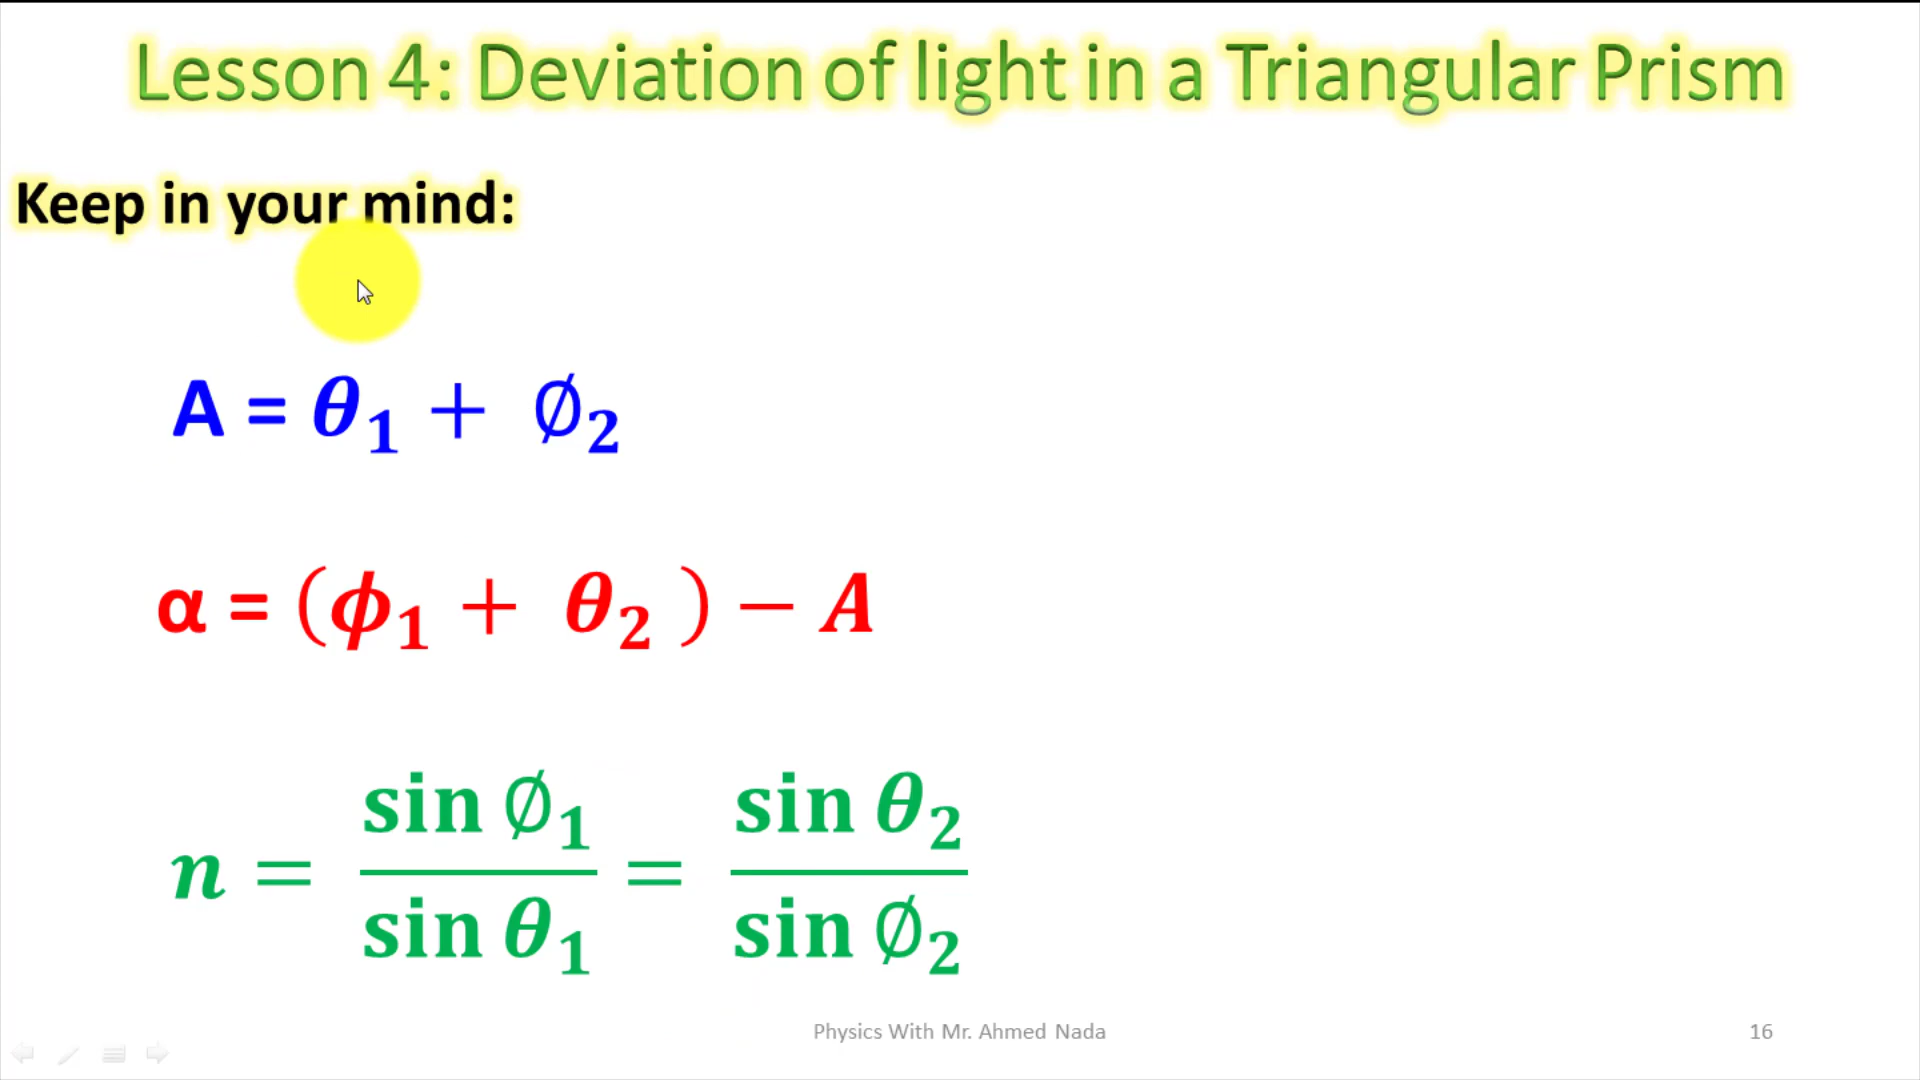 Lesson 4: Deviation of light in a Triangular Prism
Keep in your mind:
A = θ₁ + ∅₂
α = (ϕ₁ + θ₂ ) − A
n = sin ∅₁ / sin θ₁ = sin θ₂ / sin ∅₂
Physics With Mr. Ahmed Nada
16